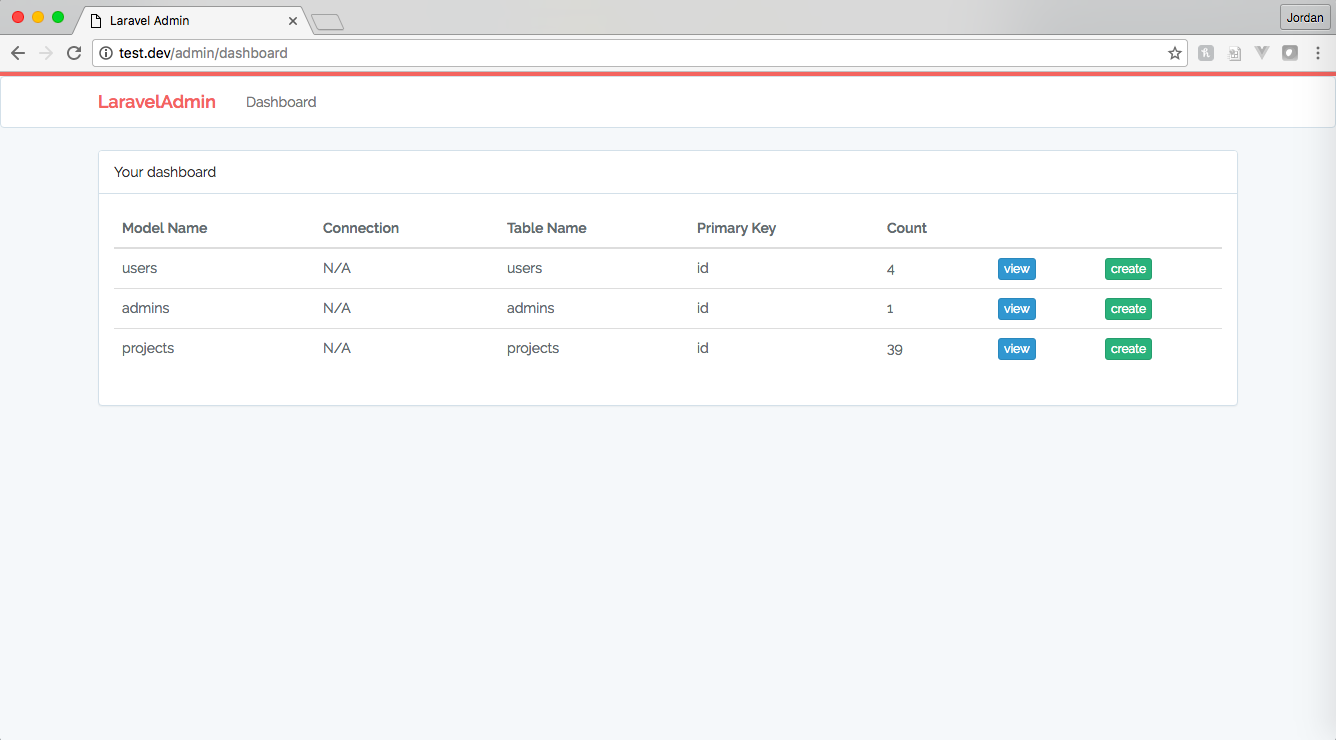 Laravel Admin
Jordan
test.dev/admin/dashboard
LaravelAdmin Dashboard
Your dashboard
Model Name Connection Table Name Primary Key Count
users N/A users id 4 view create
admins N/A admins id 1 view create
projects N/A projects id 39 view create